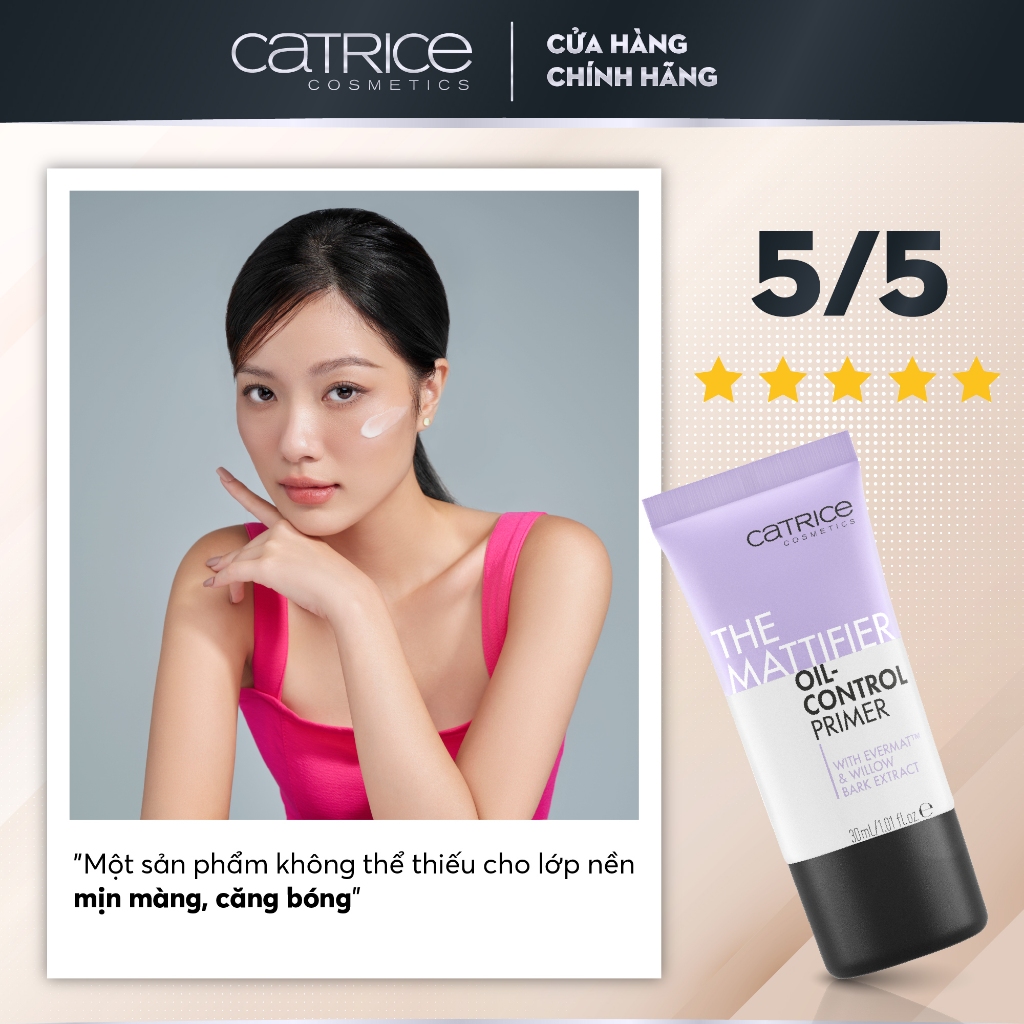 CATRICE
COSMETICS
CỬA HÀNG
CHÍNH HÃNG
5/5
CATRICE
COSMETICS
THE
MATTIFIER
OIL-
CONTROL
PRIMER
WITH EVERMAT™
& WILLOW
BARK EXTRACT
30mL/1.01 fl.oz ℮
"Một sản phẩm không thể thiếu cho lớp nền
mịn màng, căng bóng"